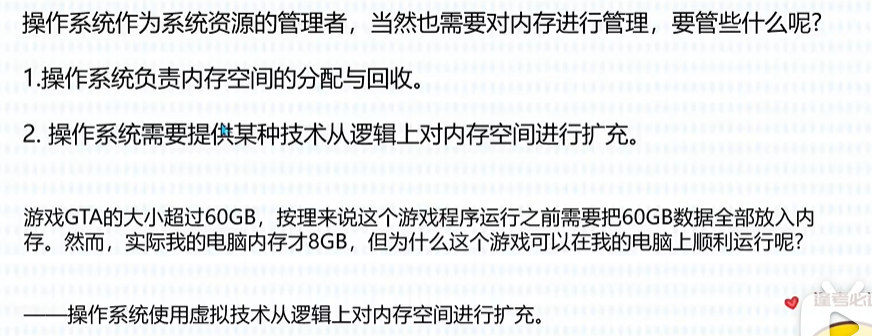 操作系统作为系统资源的管理者，当然也需要对内存进行管理，要管些什么呢？
1.操作系统负责内存空间的分配与回收。
2. 操作系统需要提供某种技术从逻辑上对内存空间进行扩充。
游戏GTA的大小超过60GB，按理来说这个游戏程序运行之前需要把60GB数据全部放入内
存。然而，实际我的电脑内存才8GB，但为什么这个游戏可以在我的电脑上顺利运行呢？
——操作系统使用虚拟技术从逻辑上对内存空间进行扩充。